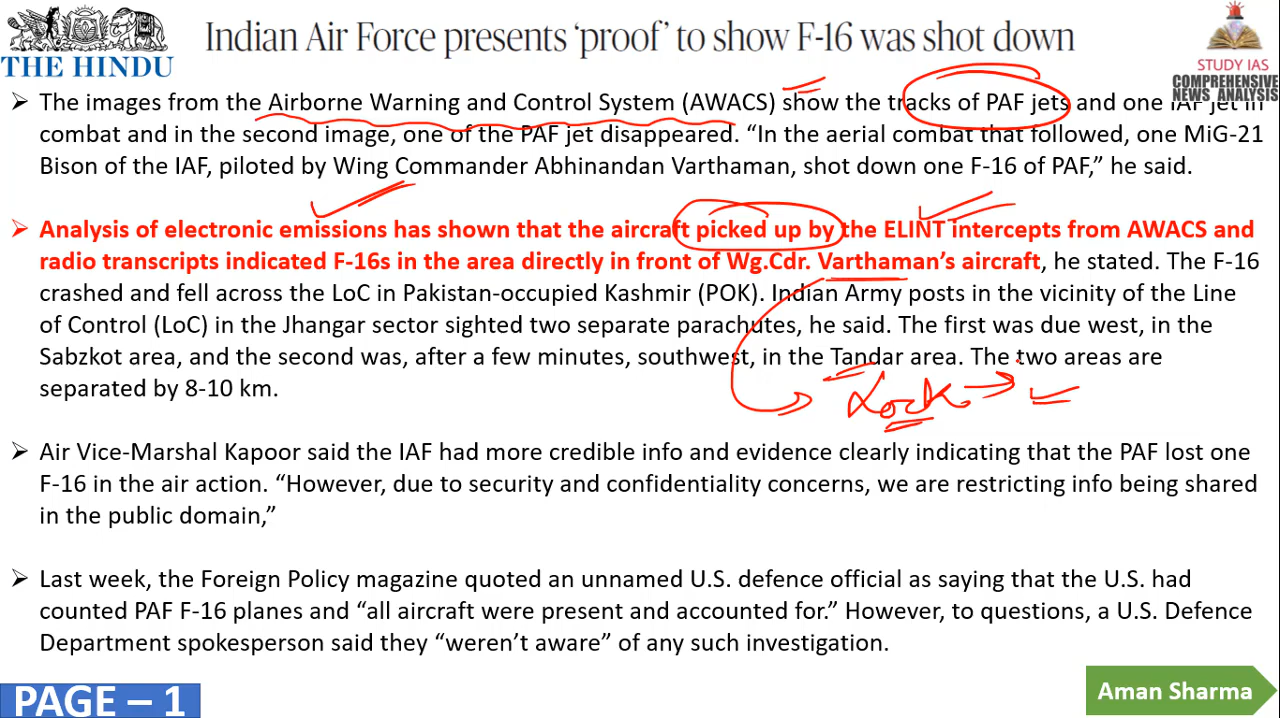 THE HINDU
Indian Air Force presents ‘proof’ to show F-16 was shot down
STUDY IAS
COMPREHENSIVE
NEWS ANALYSIS
➢ The images from the Airborne Warning and Control System (AWACS) show the tracks of PAF jets and one IAF jet in
combat and in the second image, one of the PAF jet disappeared. “In the aerial combat that followed, one MiG-21
Bison of the IAF, piloted by Wing Commander Abhinandan Varthaman, shot down one F-16 of PAF,” he said.
➢ Analysis of electronic emissions has shown that the aircraft picked up by the ELINT intercepts from AWACS and
radio transcripts indicated F-16s in the area directly in front of Wg.Cdr. Varthaman’s aircraft, he stated. The F-16
crashed and fell across the LoC in Pakistan-occupied Kashmir (POK). Indian Army posts in the vicinity of the Line
of Control (LoC) in the Jhangar sector sighted two separate parachutes, he said. The first was due west, in the
Sabzkot area, and the second was, after a few minutes, southwest, in the Tandar area. The two areas are
separated by 8-10 km.
Lock
➢ Air Vice-Marshal Kapoor said the IAF had more credible info and evidence clearly indicating that the PAF lost one
F-16 in the air action. “However, due to security and confidentiality concerns, we are restricting info being shared
in the public domain,”
➢ Last week, the Foreign Policy magazine quoted an unnamed U.S. defence official as saying that the U.S. had
counted PAF F-16 planes and “all aircraft were present and accounted for.” However, to questions, a U.S. Defence
Department spokesperson said they “weren’t aware” of any such investigation.
PAGE – 1
Aman Sharma